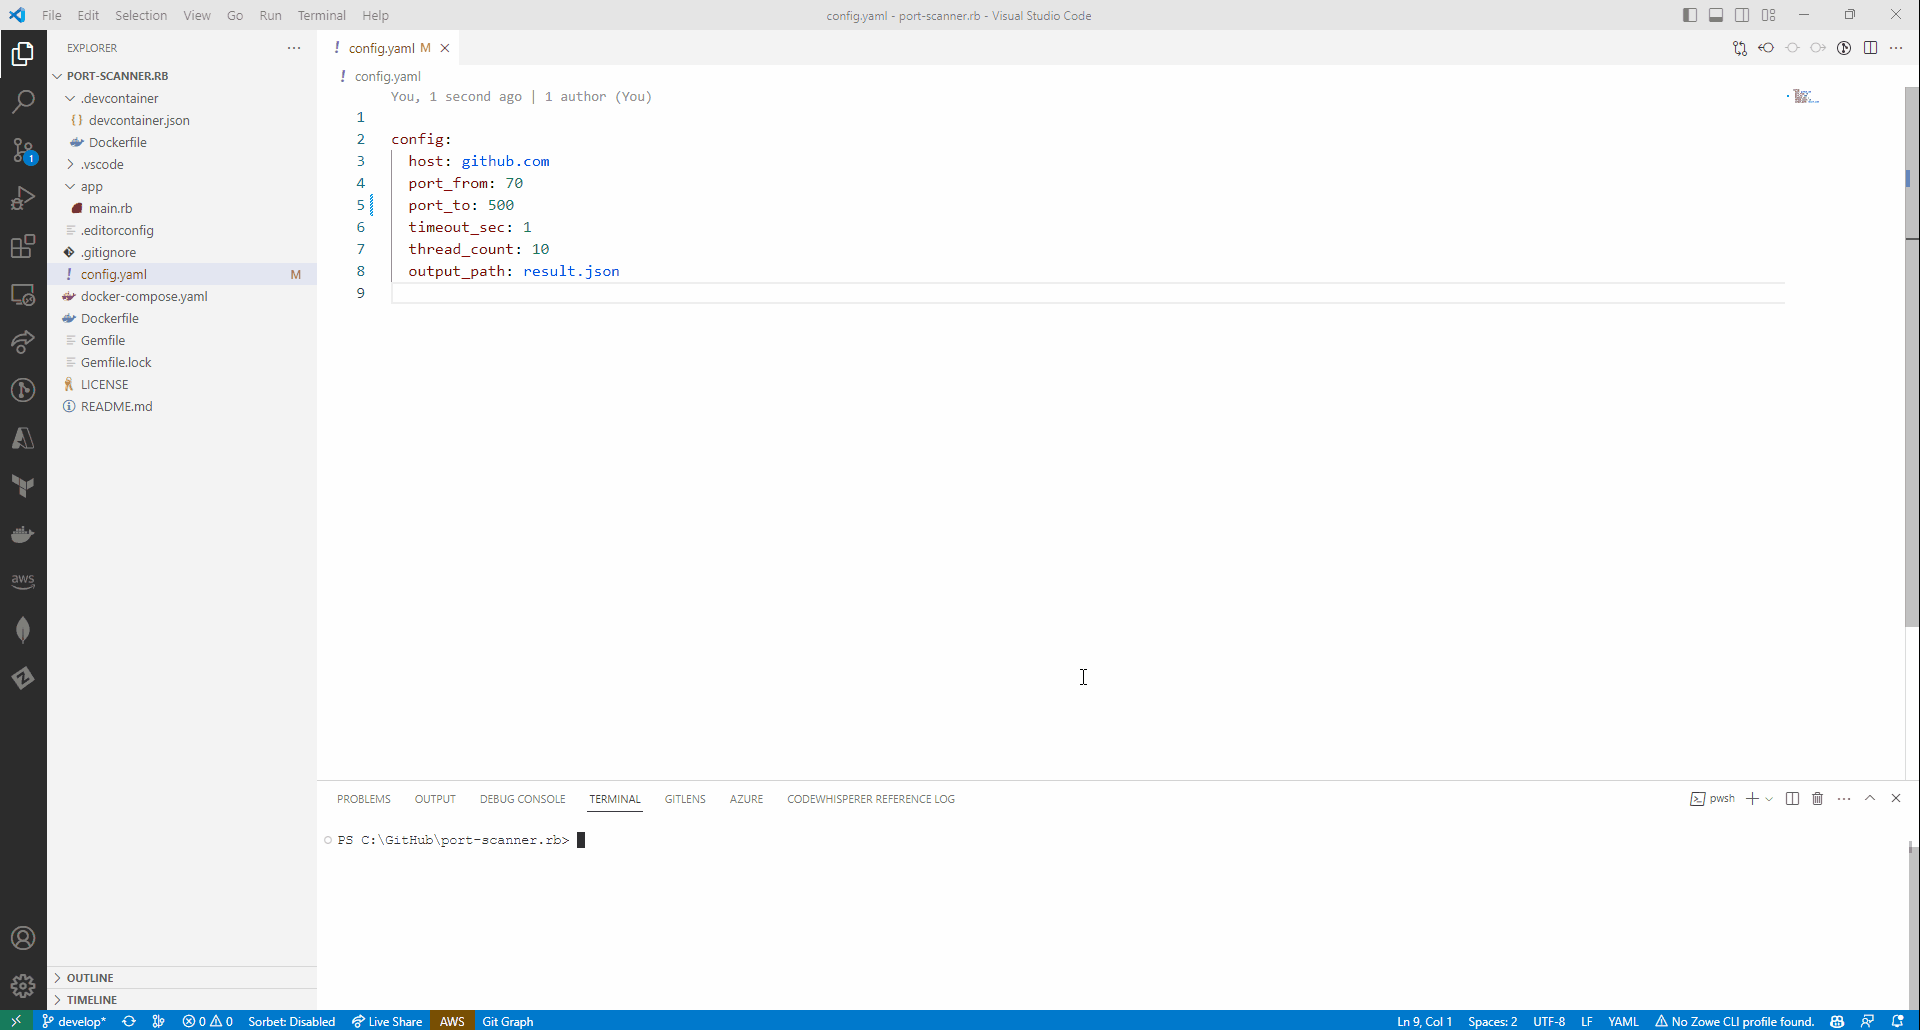 File Edit Selection View Go Run Terminal Help
config.yaml - port-scanner.rb - Visual Studio Code
EXPLORER
PORT-SCANNER.RB
.devcontainer
devcontainer.json
Dockerfile
.vscode
app
main.rb
.editorconfig
.gitignore
config.yaml M
docker-compose.yaml
Dockerfile
Gemfile
Gemfile.lock
LICENSE
README.md
OUTLINE
TIMELINE
1
aws
config.yaml M
config.yaml
You, 1 second ago | 1 author (You)
1
2 config:
3 host: github.com
4 port_from: 70
5 port_to: 500
6 timeout_sec: 1
7 thread_count: 10
8 output_path: result.json
9
PROBLEMS OUTPUT DEBUG CONSOLE TERMINAL GITLENS AZURE CODEWHISPERER REFERENCE LOG
pwsh
PS C:\GitHub\port-scanner.rb>
develop* 0 0 Sorbet: Disabled Live Share AWS Git Graph
Ln 9, Col 1 Spaces: 2 UTF-8 LF YAML No Zowe CLI profile found.